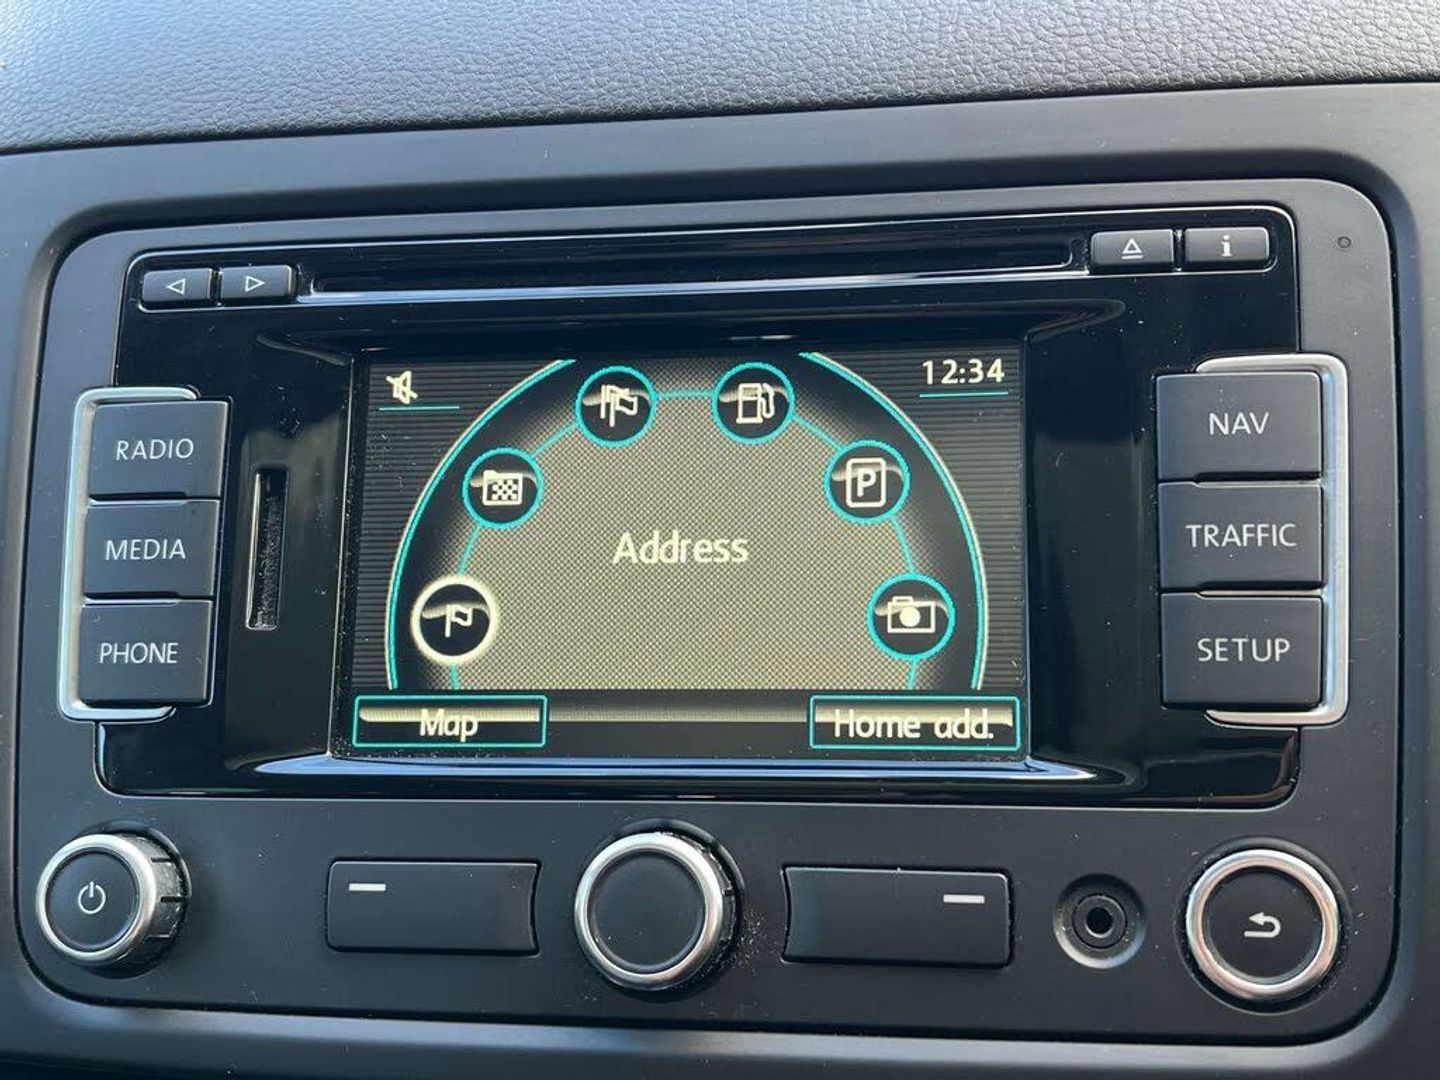 i
12:34
RADIO
NAV
P
MEDIA
Address
TRAFFIC
PHONE
SETUP
Map
Home add.